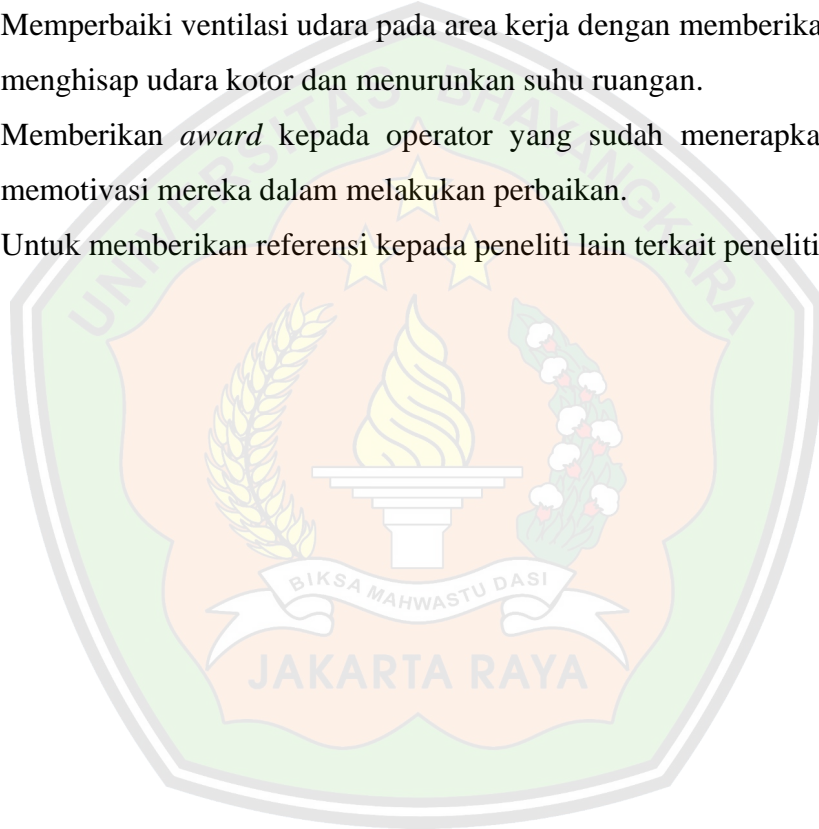 Memperbaiki ventilasi udara pada area kerja dengan memberika
menghisap udara kotor dan menurunkan suhu ruangan.
Memberikan award kepada operator yang sudah menerapka
memotivasi mereka dalam melakukan perbaikan.
Untuk memberikan referensi kepada peneliti lain terkait peneliti
UNIVERSITAS BHAYANGKARA
BIKSA MAHWASTU DASI
JAKARTA RAYA